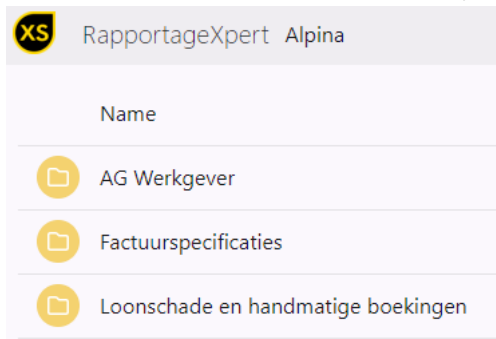 XS RapportageXpert Alpina
Name
AG Werkgever
Factuurspecificaties
Loonschade en handmatige boekingen